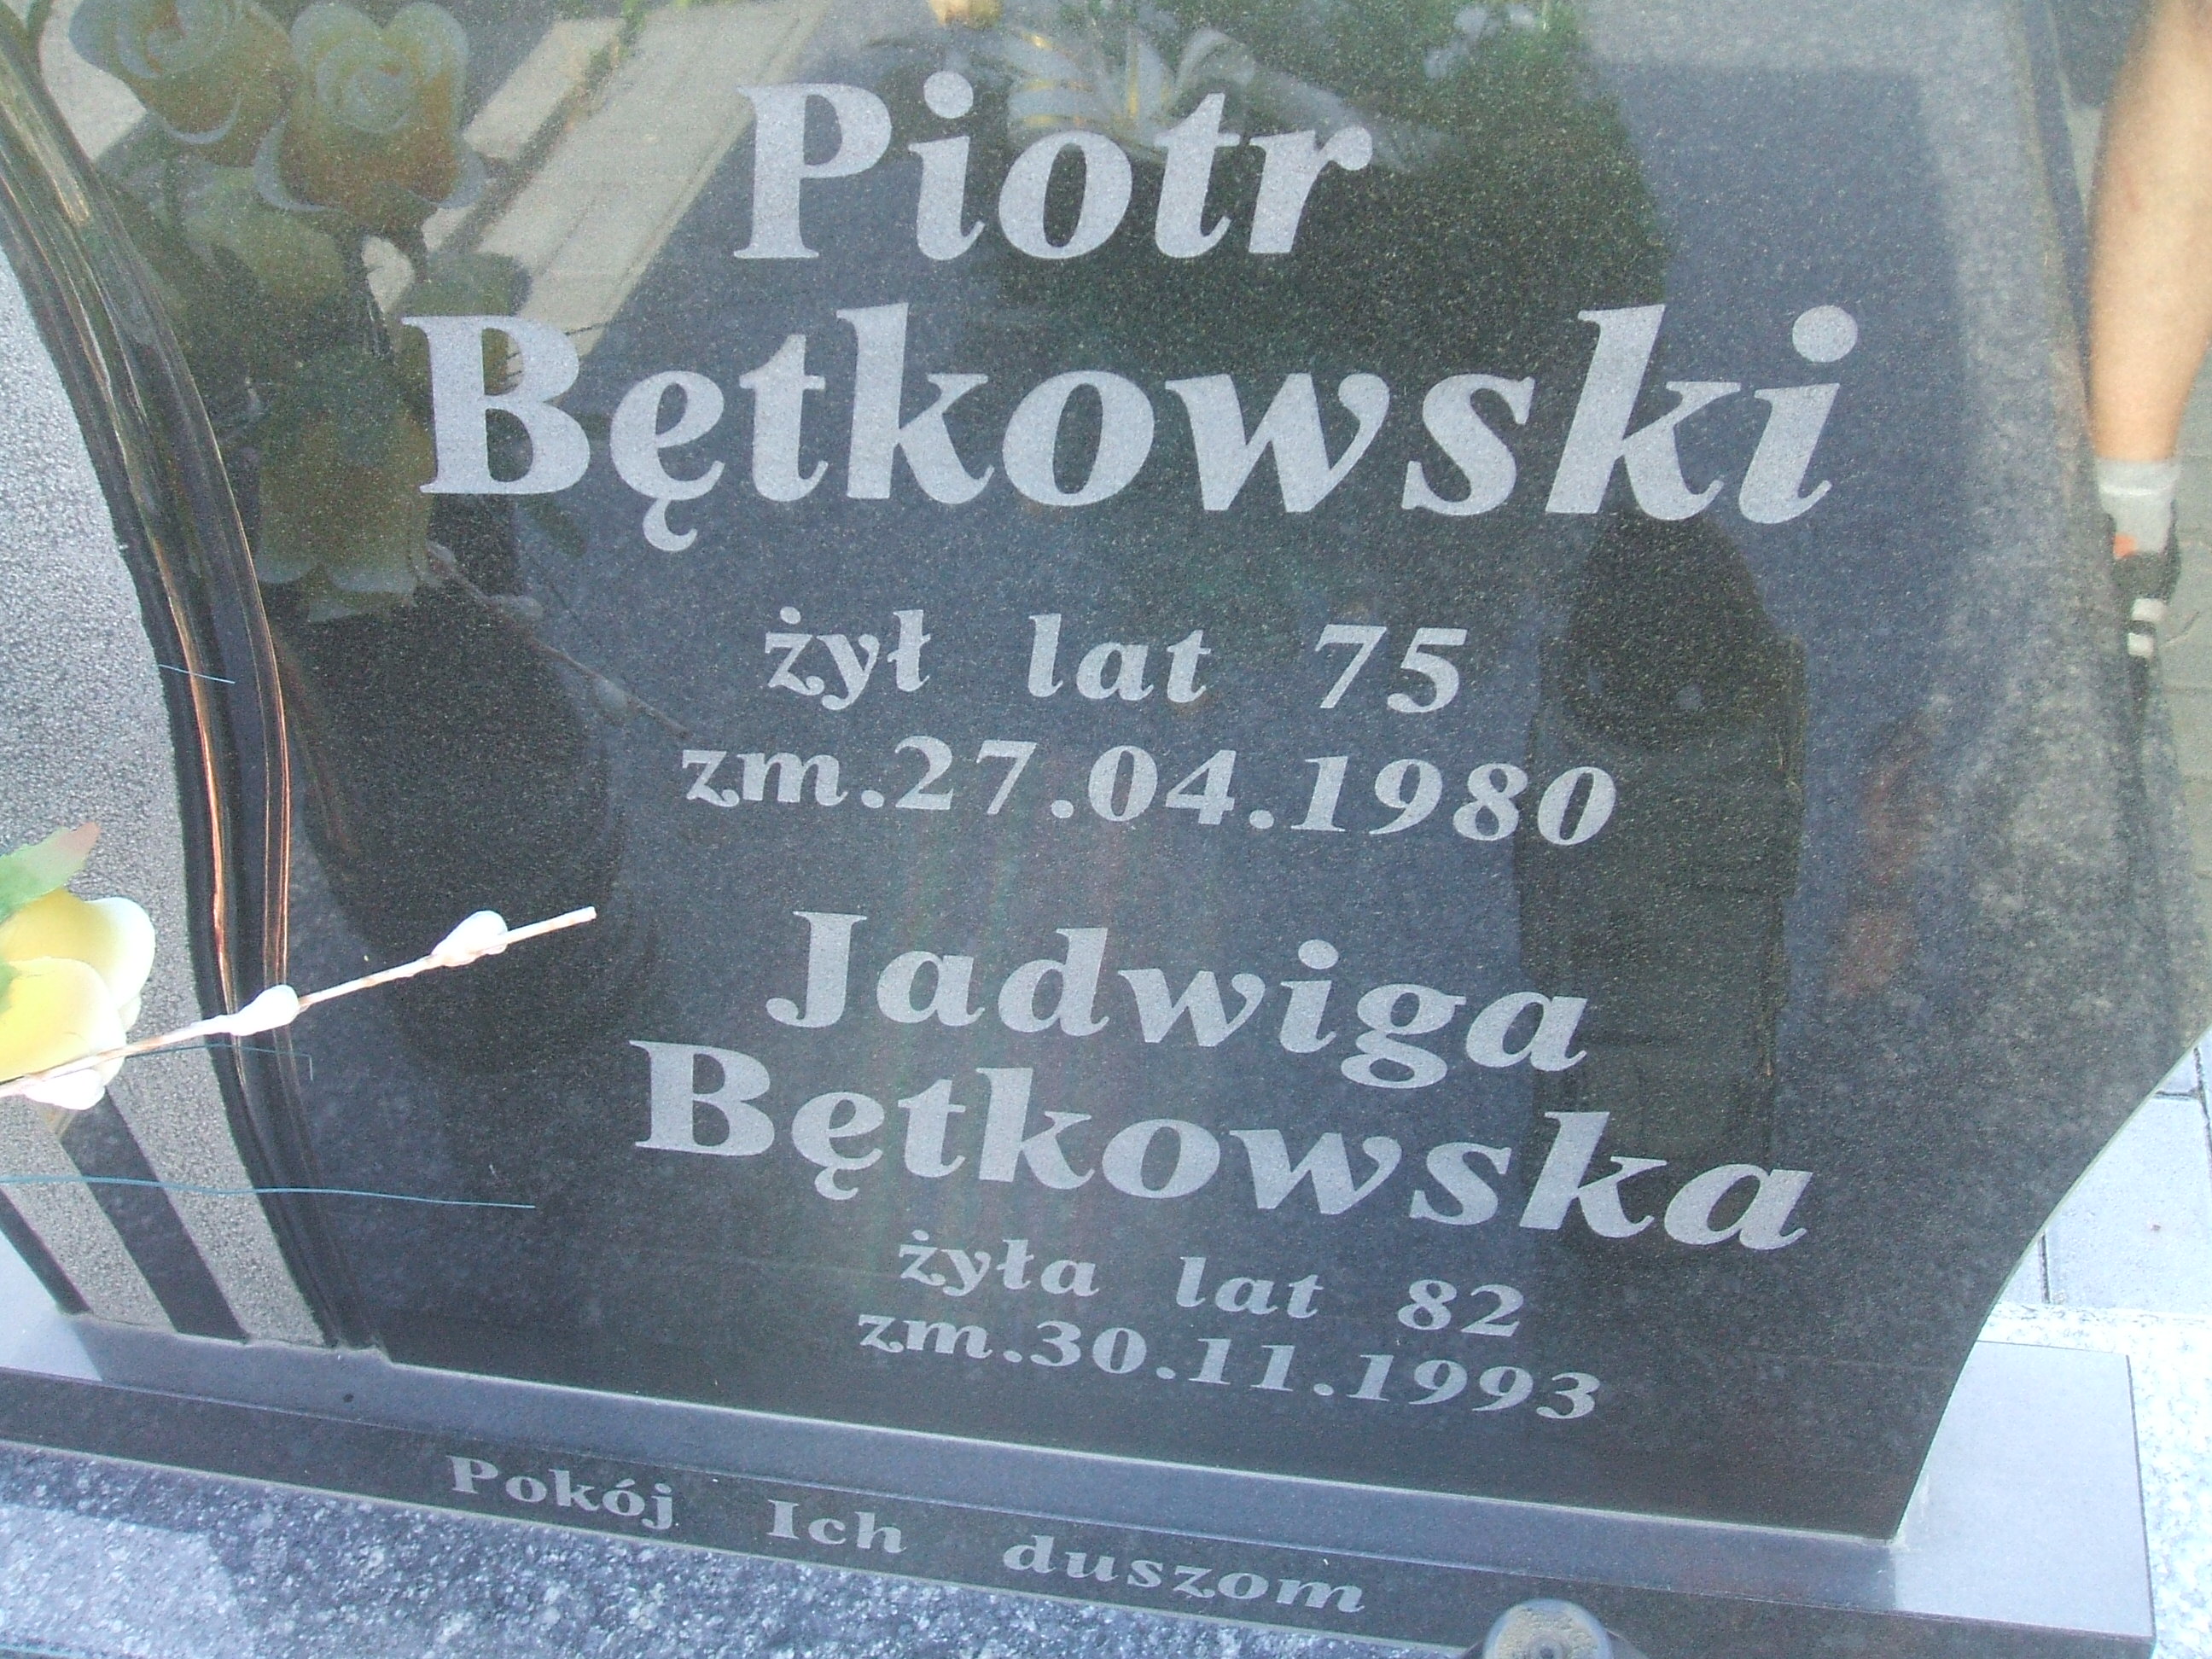 Piotr
Bętkowski
żył lat 75
zm.27.04.1980
Jadwiga
Bętkowska
żyła lat 82
zm.30.11.1993
Pokój Ich duszom